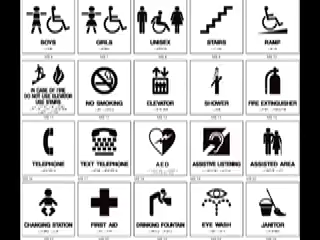 BOYS
GIRLS
UNISEX
STAIRS
RAMP
IN CASE OF FIRE
DO NOT USE ELEVATOR
USE STAIRS
NO SMOKING
ELEVATOR
SHOWER
FIRE EXTINGUISHER
TELEPHONE
TEXT TELEPHONE
AED
ASSISTIVE LISTENING
ASSISTED AREA
CHANGING STATION
FIRST AID
DRINKING FOUNTAIN
EYE WASH
JANITOR